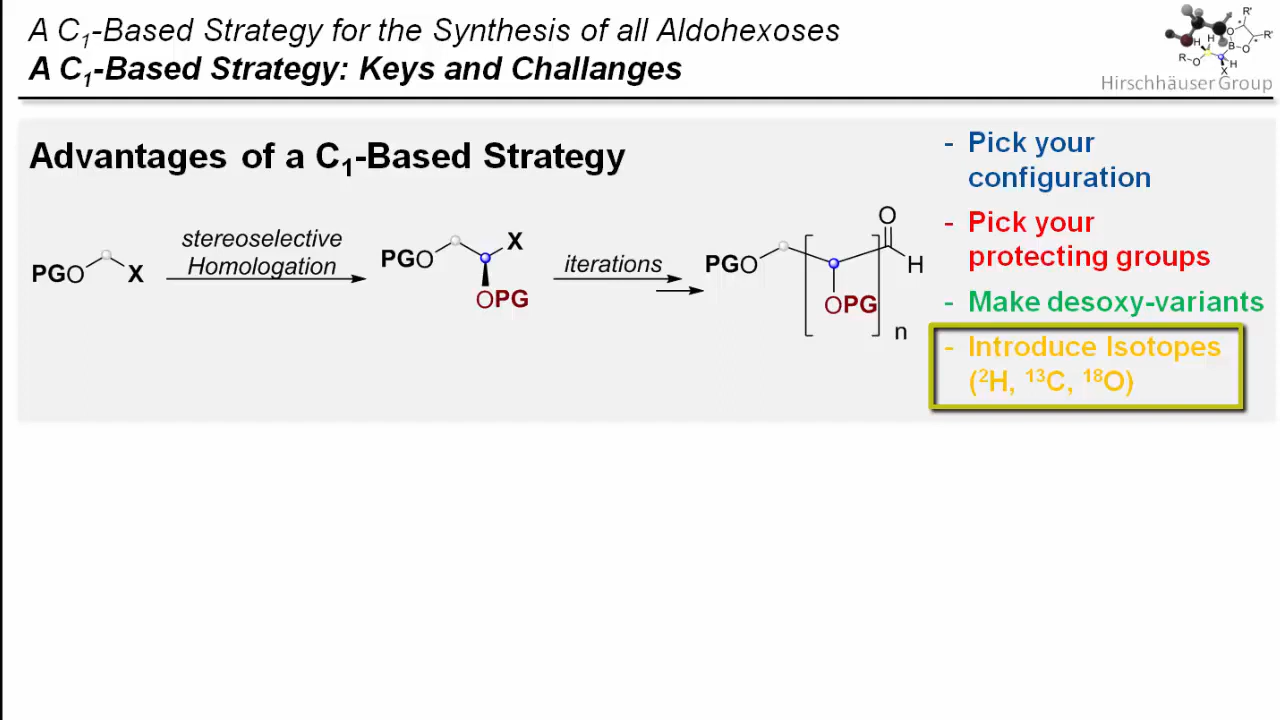 A C₁-Based Strategy for the Synthesis of all Aldohexoses
A C₁-Based Strategy: Keys and Challanges
R'
R'
O
B
O
H
H
R
O
H
X
Hirschhäuser Group
Advantages of a C₁-Based Strategy
PGO
X
stereoselective
Homologation
PGO
X
OPG
iterations
PGO
OPG
n
O
H
- Pick your
configuration
- Pick your
protecting groups
- Make desoxy-variants
- Introduce Isotopes
(²H, ¹³C, ¹⁸O)